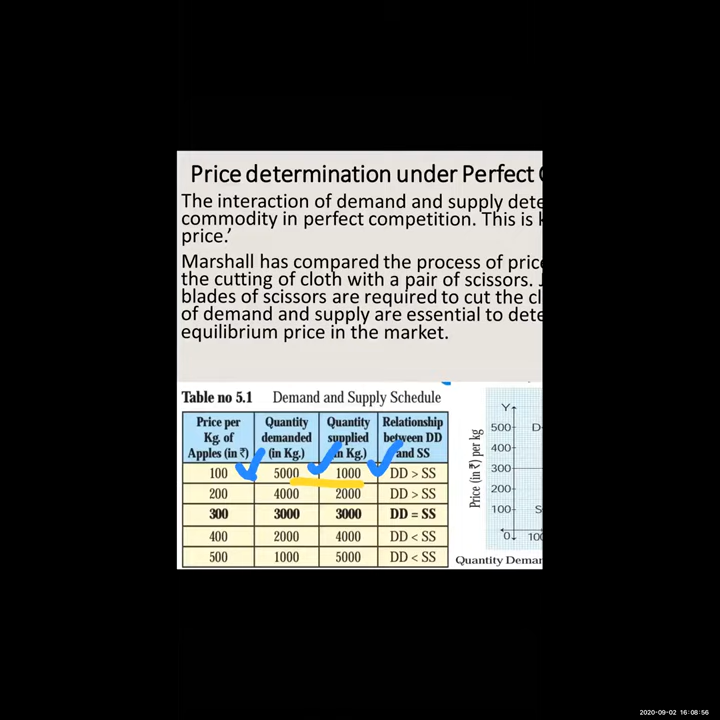 Price determination under Perfect
The interaction of demand and supply dete
commodity in perfect competition. This is k
price.'
Marshall has compared the process of pric
the cutting of cloth with a pair of scissors.
blades of scissors are required to cut the cl
of demand and supply are essential to dete
equilibrium price in the market.
Table no 5.1 Demand and Supply Schedule
Price per Kg. of Apples (in ₹) Quantity demanded (in Kg.) Quantity supplied (in Kg.) Relationship between DD and SS
100 5000 1000 DD > SS
200 4000 2000 DD > SS
300 3000 3000 DD = SS
400 2000 4000 DD < SS
500 1000 5000 DD < SS
Price (in ₹) per kg
Y
500 D
400
300
200
100 S
0 100
Quantity Deman
2020-09-02 16:08:56